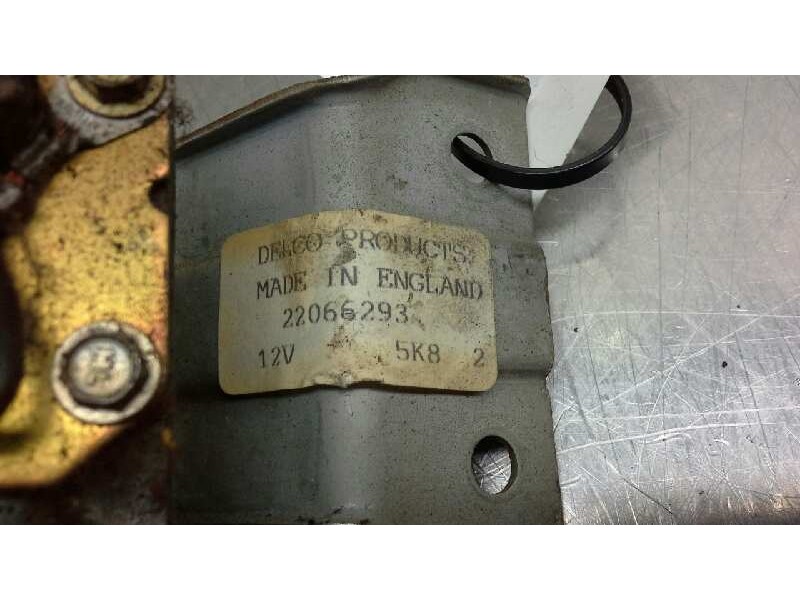 DELCO PRODUCTS
MADE IN ENGLAND
22066293
12V 5K8 2